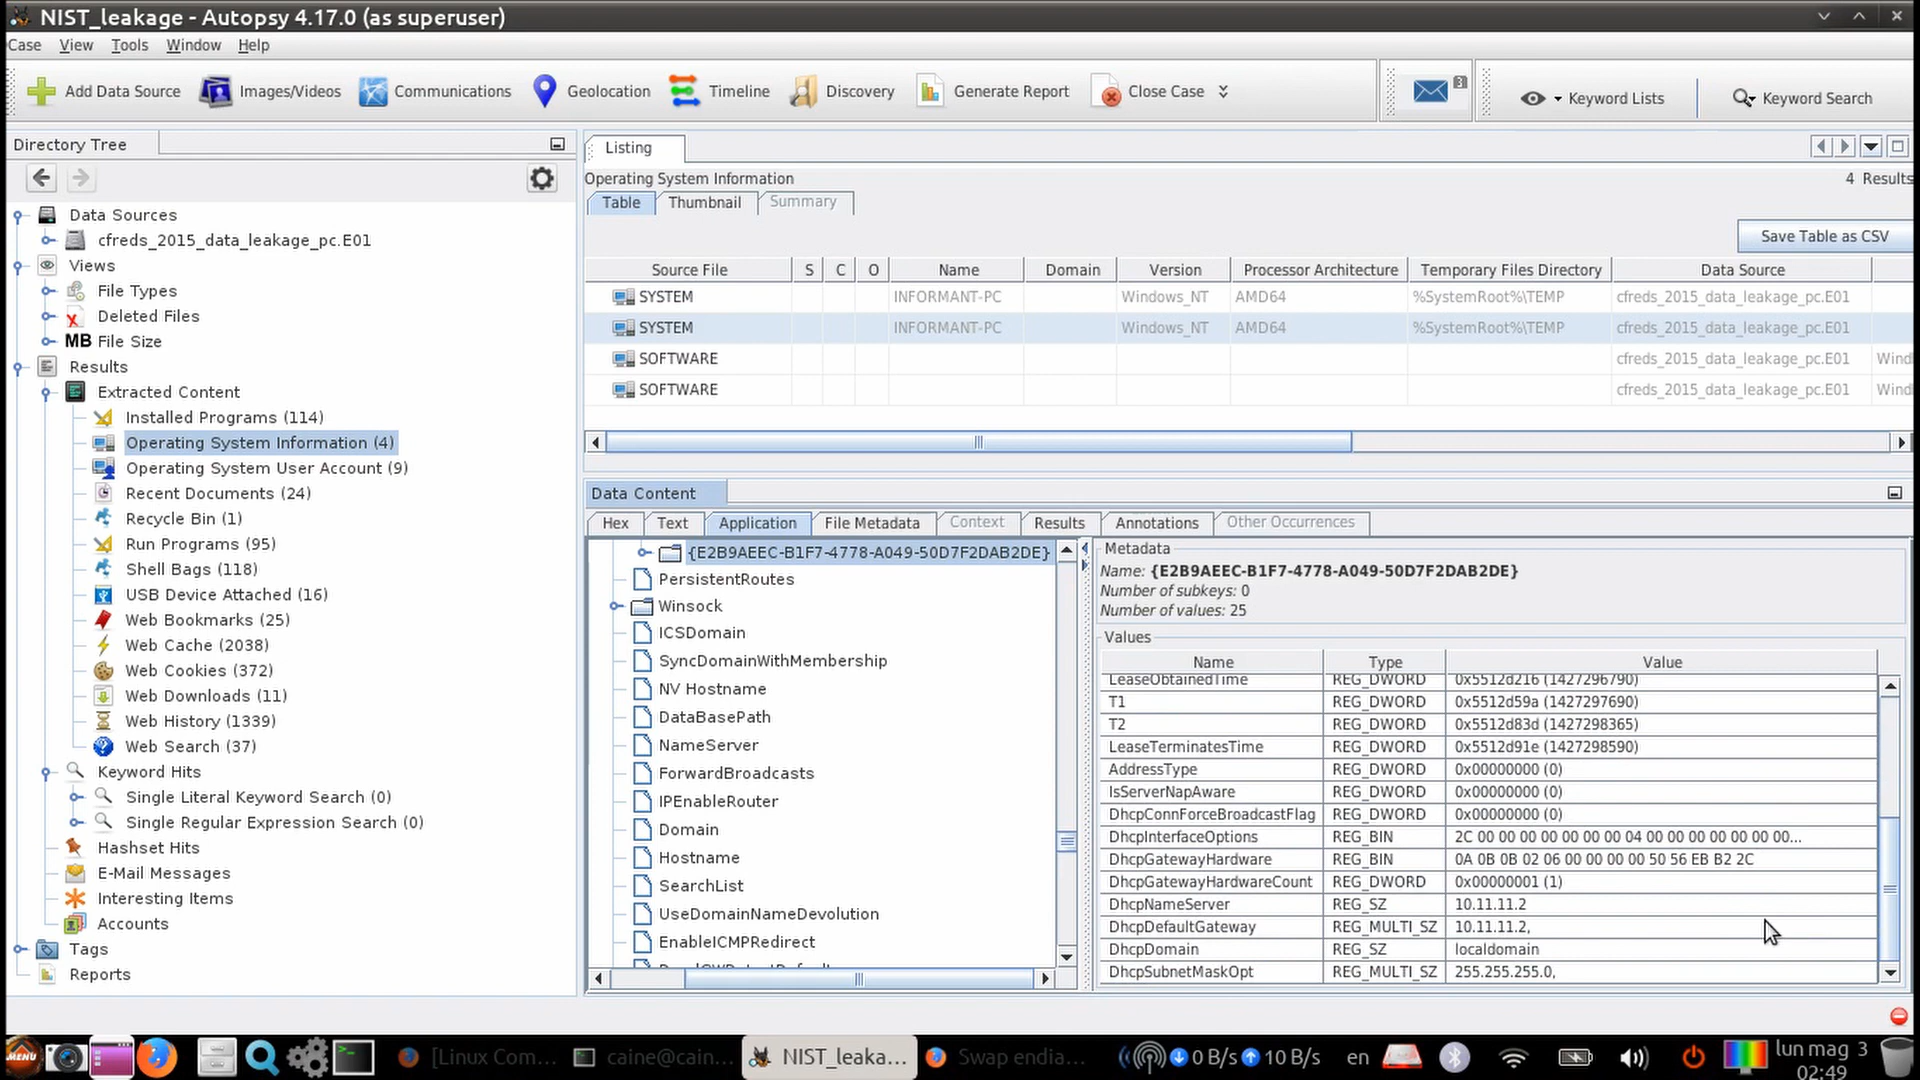 NIST_leakage - Autopsy 4.17.0 (as superuser)
Case View Tools Window Help
Add Data Source Images/Videos Communications Geolocation Timeline Discovery Generate Report Close Case 3 Keyword Lists Keyword Search
Directory Tree
Data Sources
cfreds_2015_data_leakage_pc.E01
Views
File Types
Deleted Files
MB File Size
Results
Extracted Content
Installed Programs (114)
Operating System Information (4)
Operating System User Account (9)
Recent Documents (24)
Recycle Bin (1)
Run Programs (95)
Shell Bags (118)
USB Device Attached (16)
Web Bookmarks (25)
Web Cache (2038)
Web Cookies (372)
Web Downloads (11)
Web History (1339)
Web Search (37)
Keyword Hits
Single Literal Keyword Search (0)
Single Regular Expression Search (0)
Hashset Hits
E-Mail Messages
Interesting Items
Accounts
Tags
Reports
Listing
Operating System Information 4 Results
Table Thumbnail Summary
Save Table as CSV
Source File S C O Name Domain Version Processor Architecture Temporary Files Directory Data Source
SYSTEM INFORMANT-PC Windows_NT AMD64 %SystemRoot%\TEMP cfreds_2015_data_leakage_pc.E01
SYSTEM INFORMANT-PC Windows_NT AMD64 %SystemRoot%\TEMP cfreds_2015_data_leakage_pc.E01
SOFTWARE cfreds_2015_data_leakage_pc.E01 Wind
SOFTWARE cfreds_2015_data_leakage_pc.E01 Wind
Data Content
Hex Text Application File Metadata Context Results Annotations Other Occurrences
{E2B9AEEC-B1F7-4778-A049-50D7F2DAB2DE}
PersistentRoutes
Winsock
ICSDomain
SyncDomainWithMembership
NV Hostname
DataBasePath
NameServer
ForwardBroadcasts
IPEnableRouter
Domain
Hostname
SearchList
UseDomainNameDevolution
EnableICMPRedirect
Metadata
Name: {E2B9AEEC-B1F7-4778-A049-50D7F2DAB2DE}
Number of subkeys: 0
Number of values: 25
Values
Name Type Value
LeaseObtainedTime REG_DWORD 0x5512d216 (1427296790)
T1 REG_DWORD 0x5512d59a (1427297690)
T2 REG_DWORD 0x5512d83d (1427298365)
LeaseTerminatesTime REG_DWORD 0x5512d91e (1427298590)
AddressType REG_DWORD 0x00000000 (0)
IsServerNapAware REG_DWORD 0x00000000 (0)
DhcpConnForceBroadcastFlag REG_DWORD 0x00000000 (0)
DhcpInterfaceOptions REG_BIN 2C 00 00 00 00 00 00 00 04 00 00 00 00 00 00 00...
DhcpGatewayHardware REG_BIN 0A 0B 0B 02 06 00 00 00 00 50 56 EB B2 2C
DhcpGatewayHardwareCount REG_DWORD 0x00000001 (1)
DhcpNameServer REG_SZ 10.11.11.2
DhcpDefaultGateway REG_MULTI_SZ 10.11.11.2,
DhcpDomain REG_SZ localdomain
DhcpSubnetMaskOpt REG_MULTI_SZ 255.255.255.0,
MENU [Linux Com... caine@cain... NIST_leaka... Swap endia... 0 B/s 10 B/s en lun mag 3
02:49